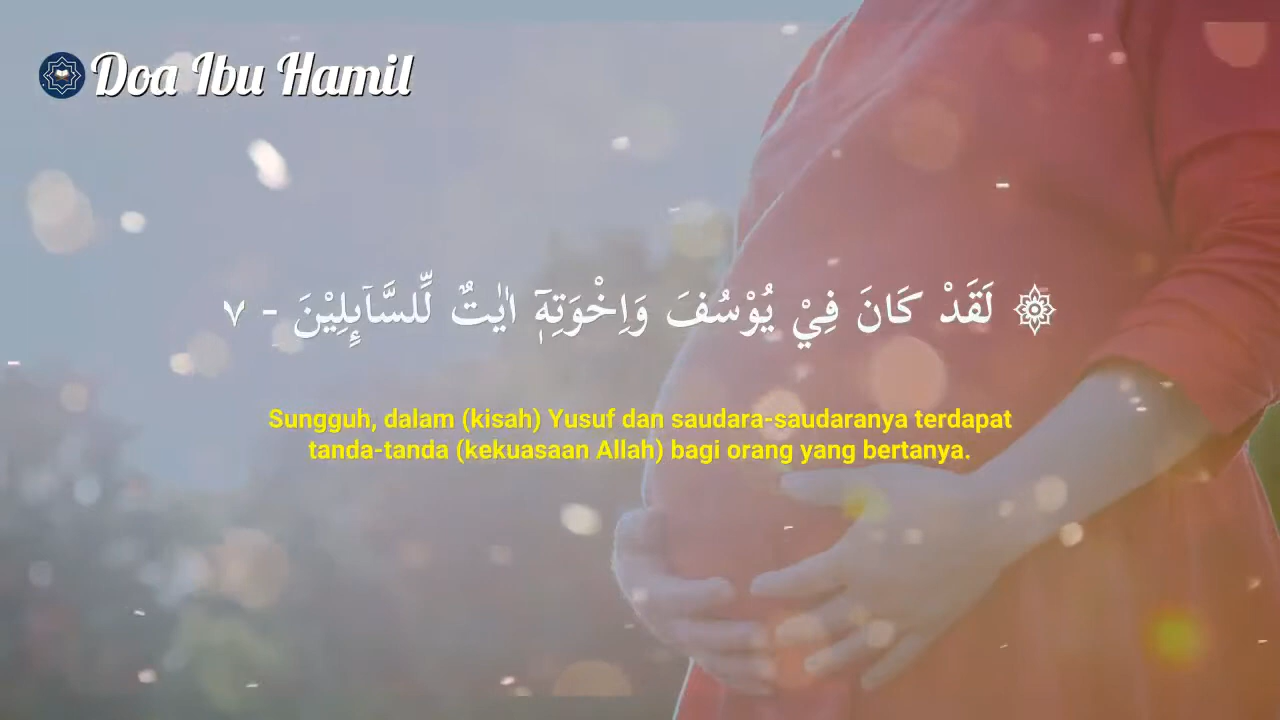 Doa Ibu Hamil
۞ لَقَدْ كَانَ فِيْ يُوْسُفَ وَاِخْوَتِهٖٓ اٰيٰتٌ لِّلسَّاۤىِٕلِيْنَ - ٧
Sungguh, dalam (kisah) Yusuf dan saudara-saudaranya terdapat
tanda-tanda (kekuasaan Allah) bagi orang yang bertanya.